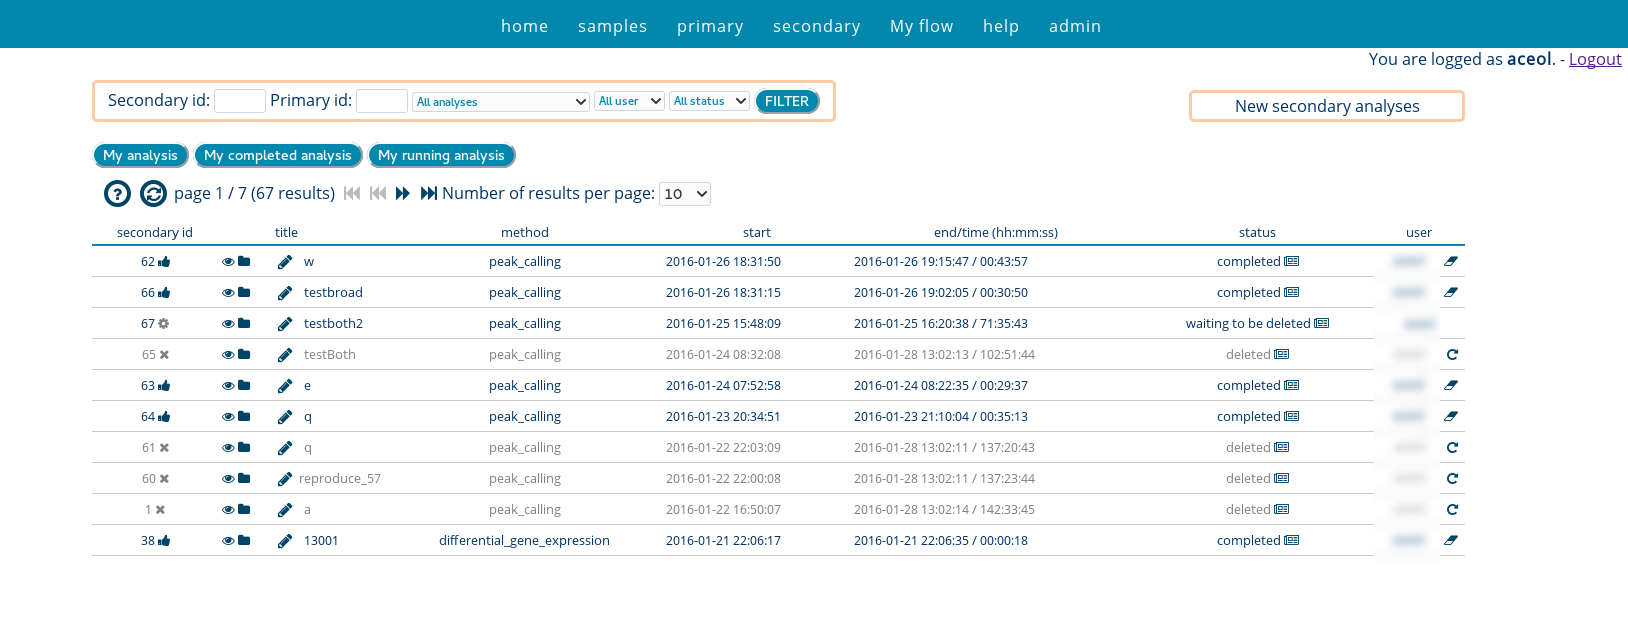 home samples primary secondary My flow help admin
You are logged as aceol. - Logout
Secondary id: Primary id: All analyses All user All status FILTER
New secondary analyses
My analysis My completed analysis My running analysis
? page 1 / 7 (67 results) Number of results per page: 10
secondary id title method start end/time (hh:mm:ss) status user
62 w peak_calling 2016-01-26 18:31:50 2016-01-26 19:15:47 / 00:43:57 completed
66 testbroad peak_calling 2016-01-26 18:31:15 2016-01-26 19:02:05 / 00:30:50 completed
67 testboth2 peak_calling 2016-01-25 15:48:09 2016-01-25 16:20:38 / 71:35:43 waiting to be deleted
65 testBoth peak_calling 2016-01-24 08:32:08 2016-01-28 13:02:13 / 102:51:44 deleted
63 e peak_calling 2016-01-24 07:52:58 2016-01-24 08:22:35 / 00:29:37 completed
64 q peak_calling 2016-01-23 20:34:51 2016-01-23 21:10:04 / 00:35:13 completed
61 q peak_calling 2016-01-22 22:03:09 2016-01-28 13:02:11 / 137:20:43 deleted
60 reproduce_57 peak_calling 2016-01-22 22:00:08 2016-01-28 13:02:11 / 137:23:44 deleted
1 a peak_calling 2016-01-22 16:50:07 2016-01-28 13:02:14 / 142:33:45 deleted
38 13001 differential_gene_expression 2016-01-21 22:06:17 2016-01-21 22:06:35 / 00:00:18 completed